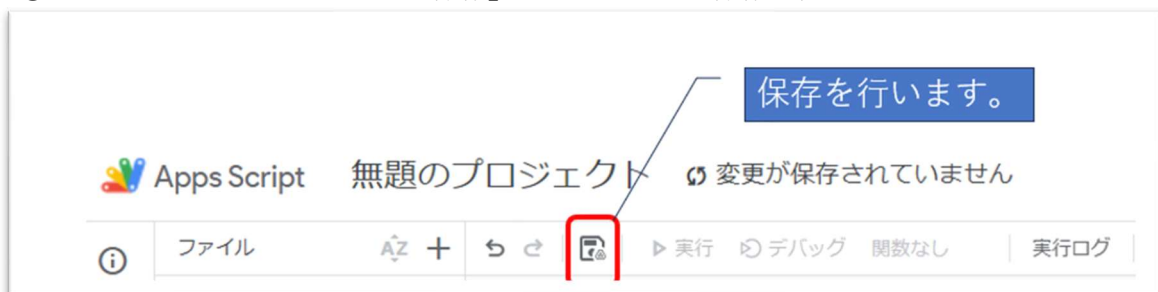 保存を行います。
Apps Script 無題のプロジェクト 変更が保存されていません
ファイル AZ 実行 デバッグ 関数なし 実行ログ